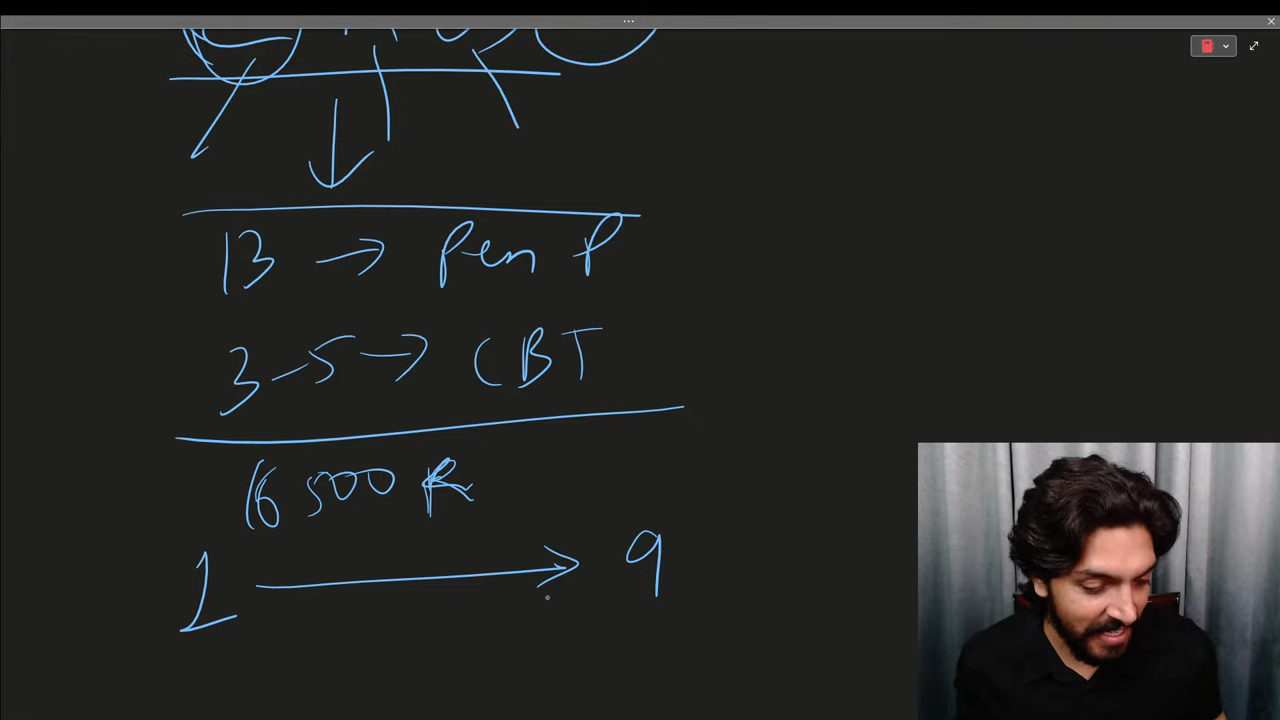 13 → Pen P
3-5 → CBT
16500 R
1 → 9